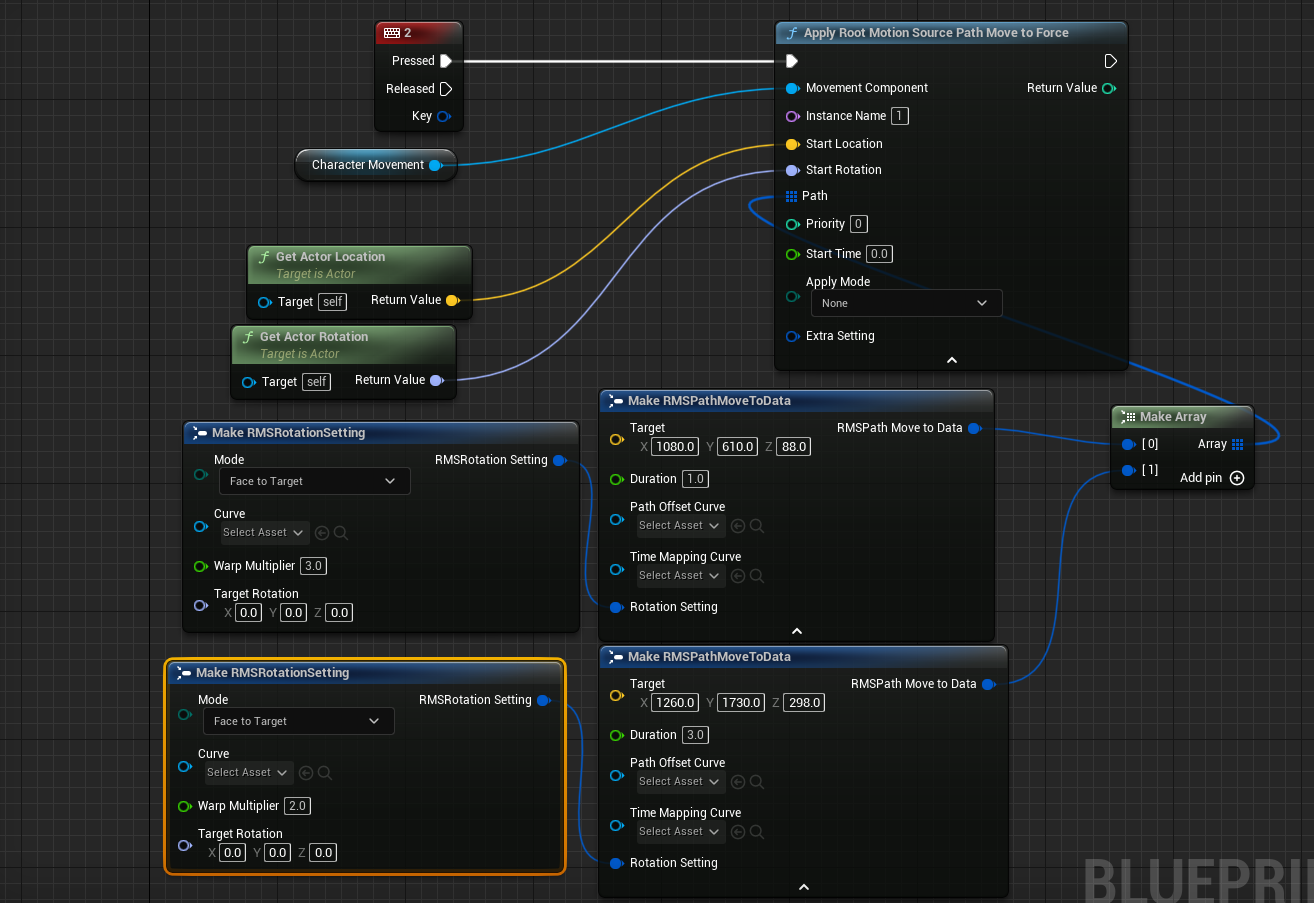 2
Pressed
Released
Key
Character Movement
Apply Root Motion Source Path Move to Force
Movement Component
Return Value
Instance Name 1
Start Location
Start Rotation
Path
Priority 0
Start Time 0.0
Apply Mode
None
Extra Setting
Get Actor Location
Target is Actor
Target self Return Value
Get Actor Rotation
Target is Actor
Target self Return Value
Make RMSRotationSetting
Mode RMSRotation Setting
Face to Target
Curve
Select Asset
Warp Multiplier 3.0
Target Rotation
X 0.0 Y 0.0 Z 0.0
Make RMSPathMoveToData
Target RMSPath Move to Data
X 1080.0 Y 610.0 Z 88.0
Duration 1.0
Path Offset Curve
Select Asset
Time Mapping Curve
Select Asset
Rotation Setting
Make Array
[0] Array
[1] Add pin
Make RMSRotationSetting
Mode RMSRotation Setting
Face to Target
Curve
Select Asset
Warp Multiplier 2.0
Target Rotation
X 0.0 Y 0.0 Z 0.0
Make RMSPathMoveToData
Target RMSPath Move to Data
X 1260.0 Y 1730.0 Z 298.0
Duration 3.0
Path Offset Curve
Select Asset
Time Mapping Curve
Select Asset
Rotation Setting
BLUEPRI